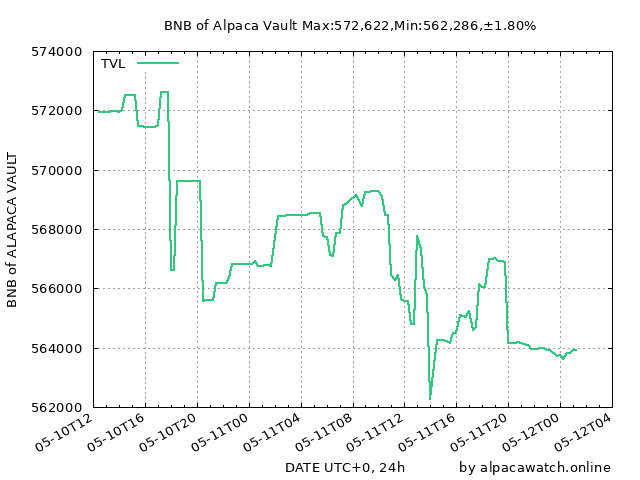 BNB of Alpaca Vault Max:572,622,Min:562,286,±1.80%
574000
TVL
572000
570000
568000
566000
564000
562000
BNB of ALAPACA VAULT
05-10T12
05-10T16
05-10T20
05-11T00
05-11T04
05-11T08
05-11T12
05-11T16
05-11T20
05-12T00
05-12T04
DATE UTC+0, 24h
by alpacawatch.online